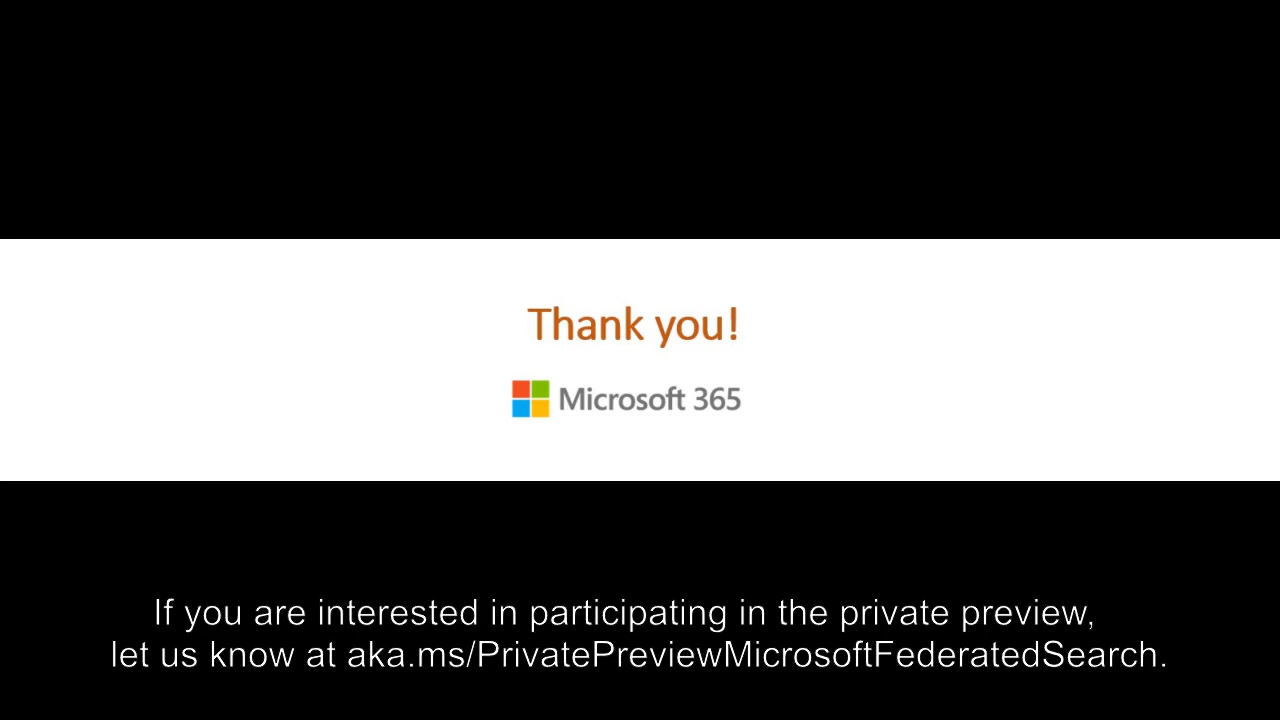 Thank you!
Microsoft 365
If you are interested in participating in the private preview,
let us know at aka.ms/PrivatePreviewMicrosoftFederatedSearch.